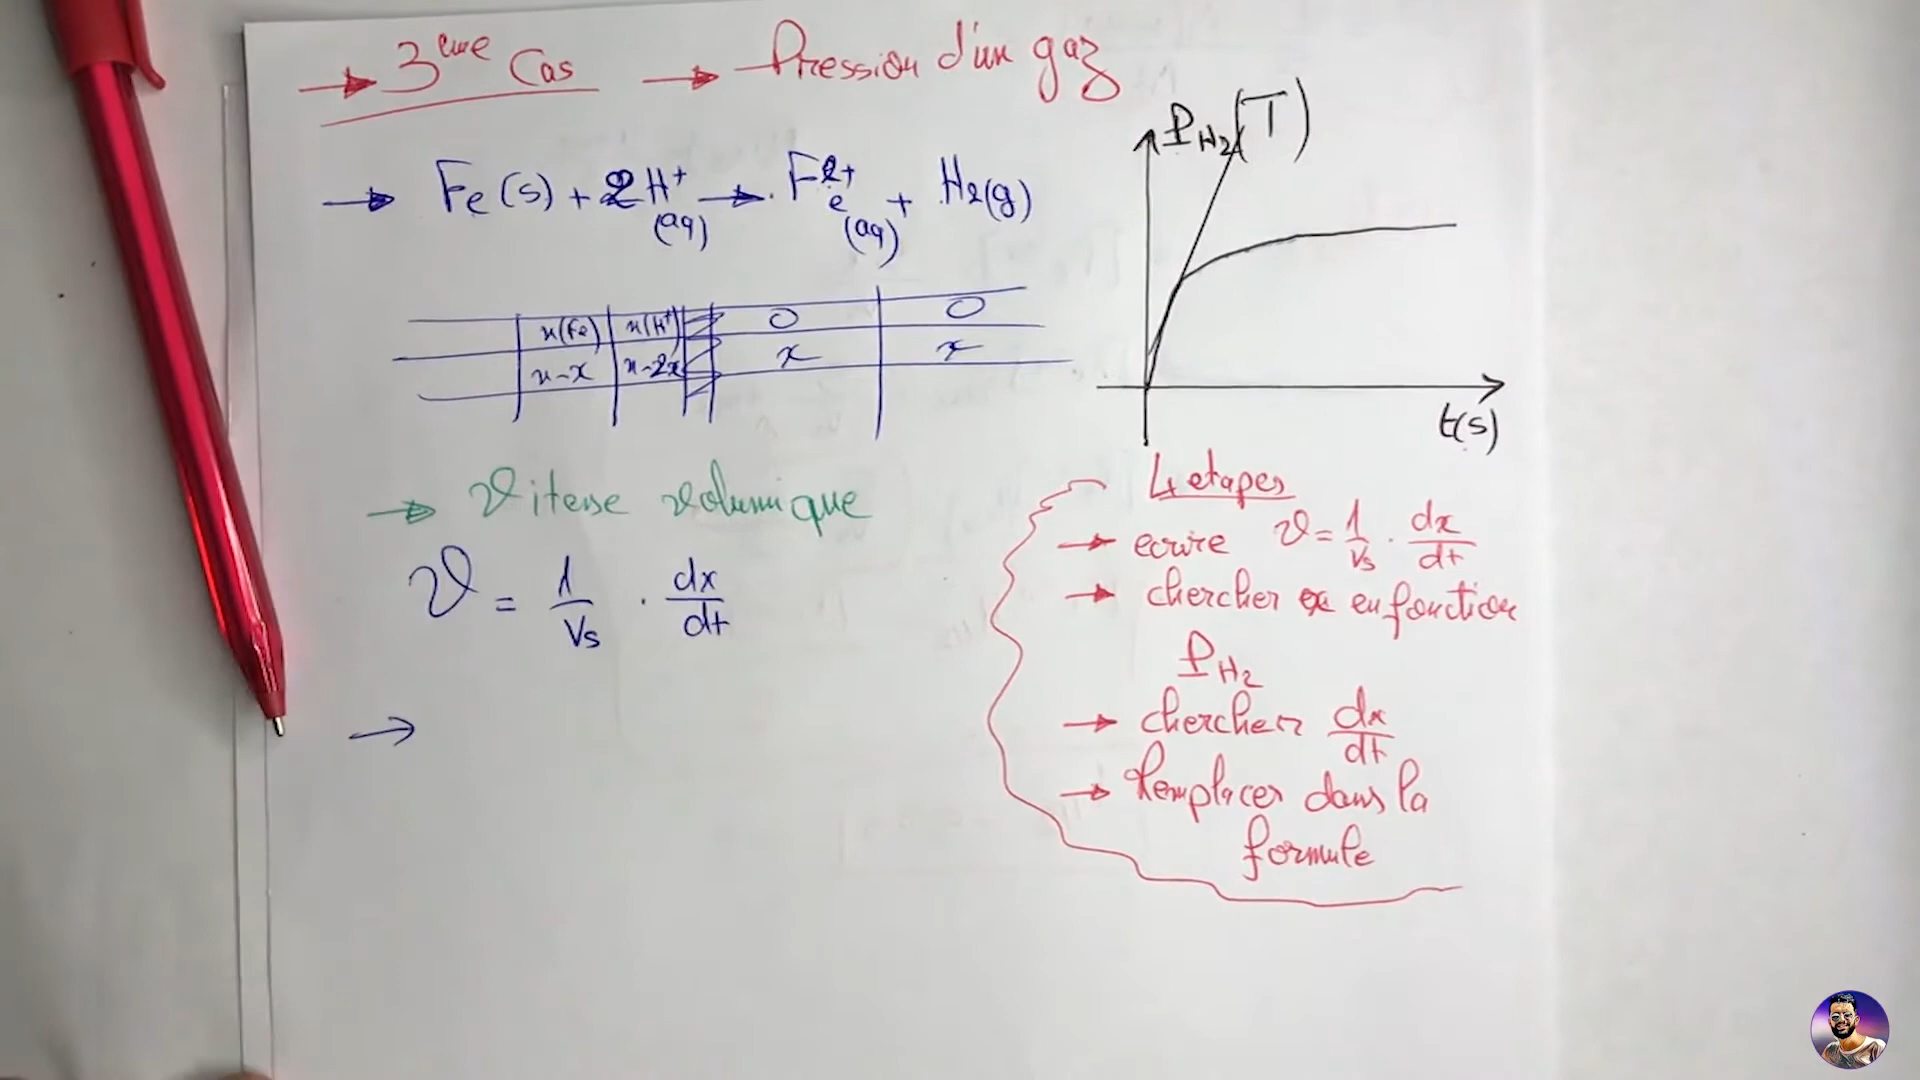 → 3ème Cas → Pression d'un gaz
→ Fe(s) + 2H⁺(aq) → Fe²⁺(aq) + H₂(g)
n(Fe) n(H⁺) 0 0
n-x n-2x x x
P_H₂(T)
t(s)
→ Vitesse volumique
V = 1/Vs . dx/dt
→
4 etapes
→ ecrire V = 1/Vs . dx/dt
→ chercher x en fonction
P_H₂
→ chercher dx/dt
→ Remplacer dans la
formule